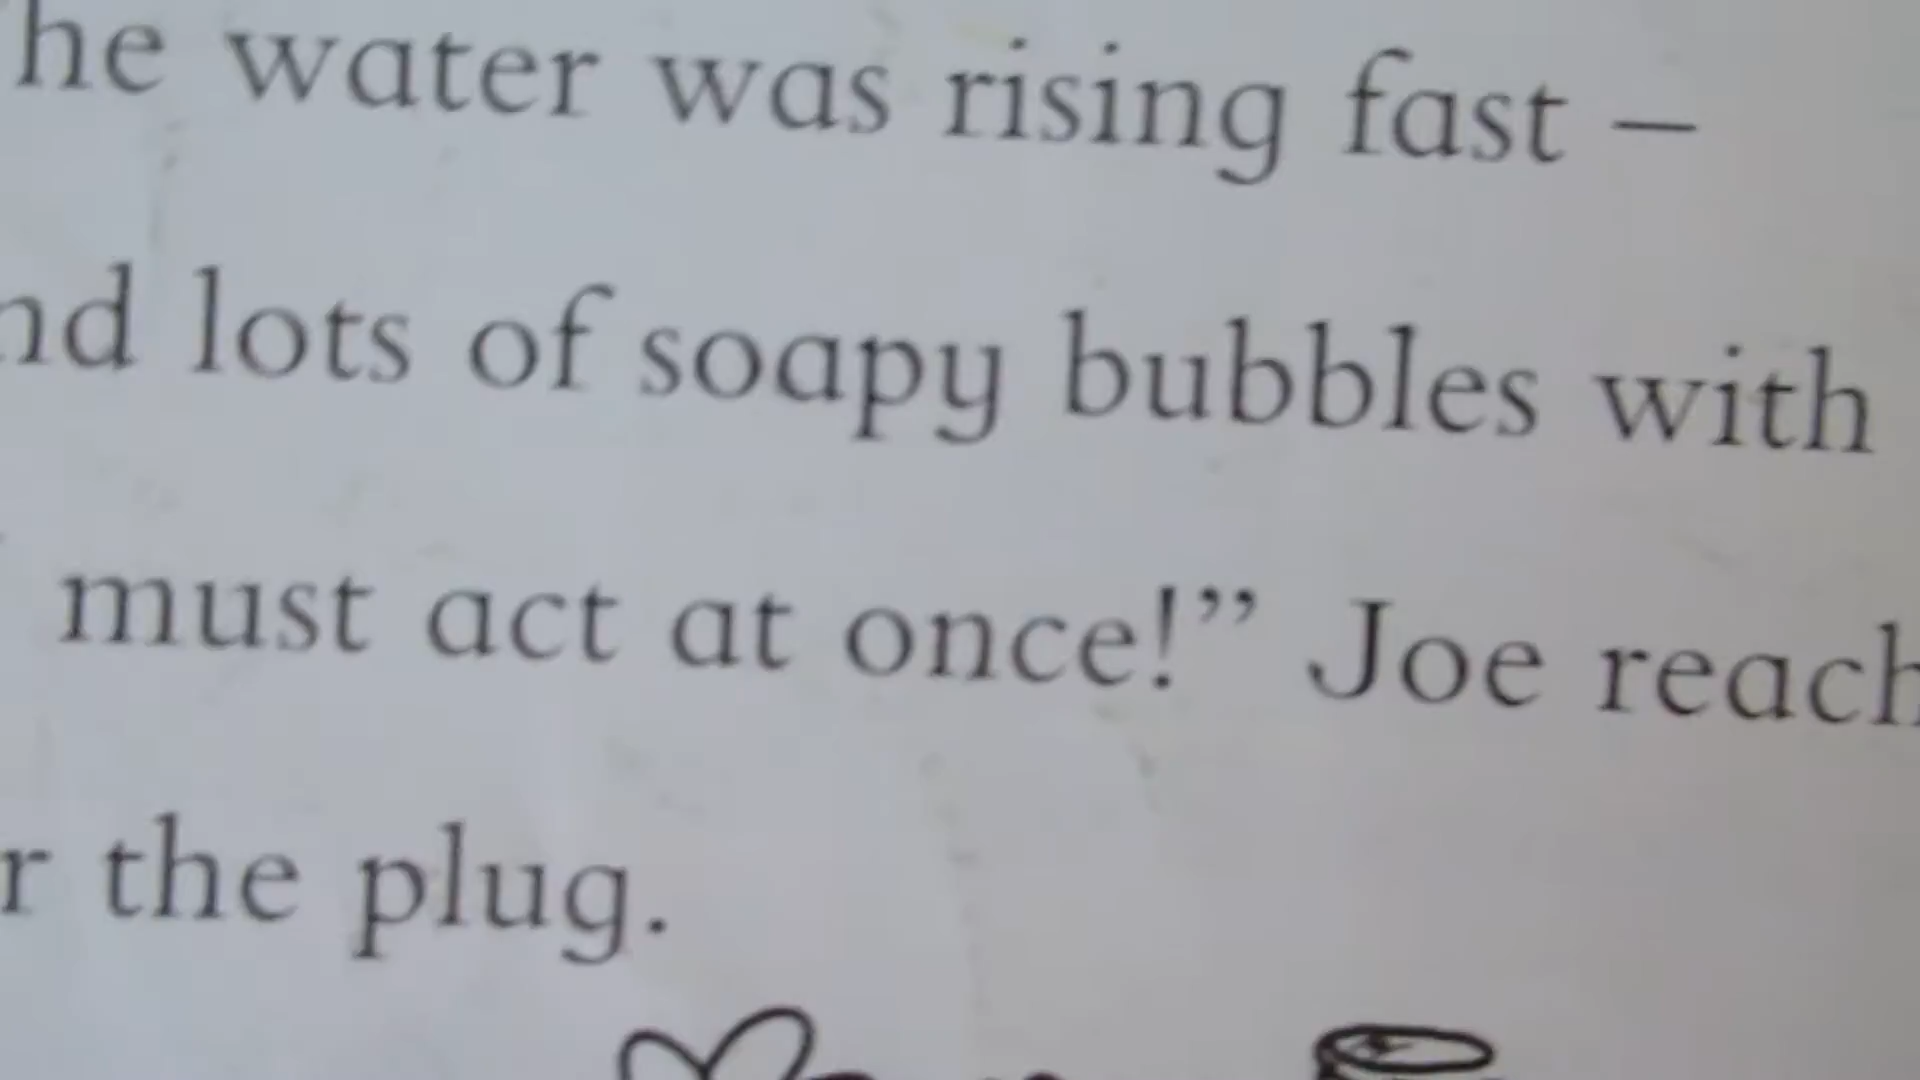 he water was rising fast –
nd lots of soapy bubbles with
must act at once!” Joe reach
r the plug.